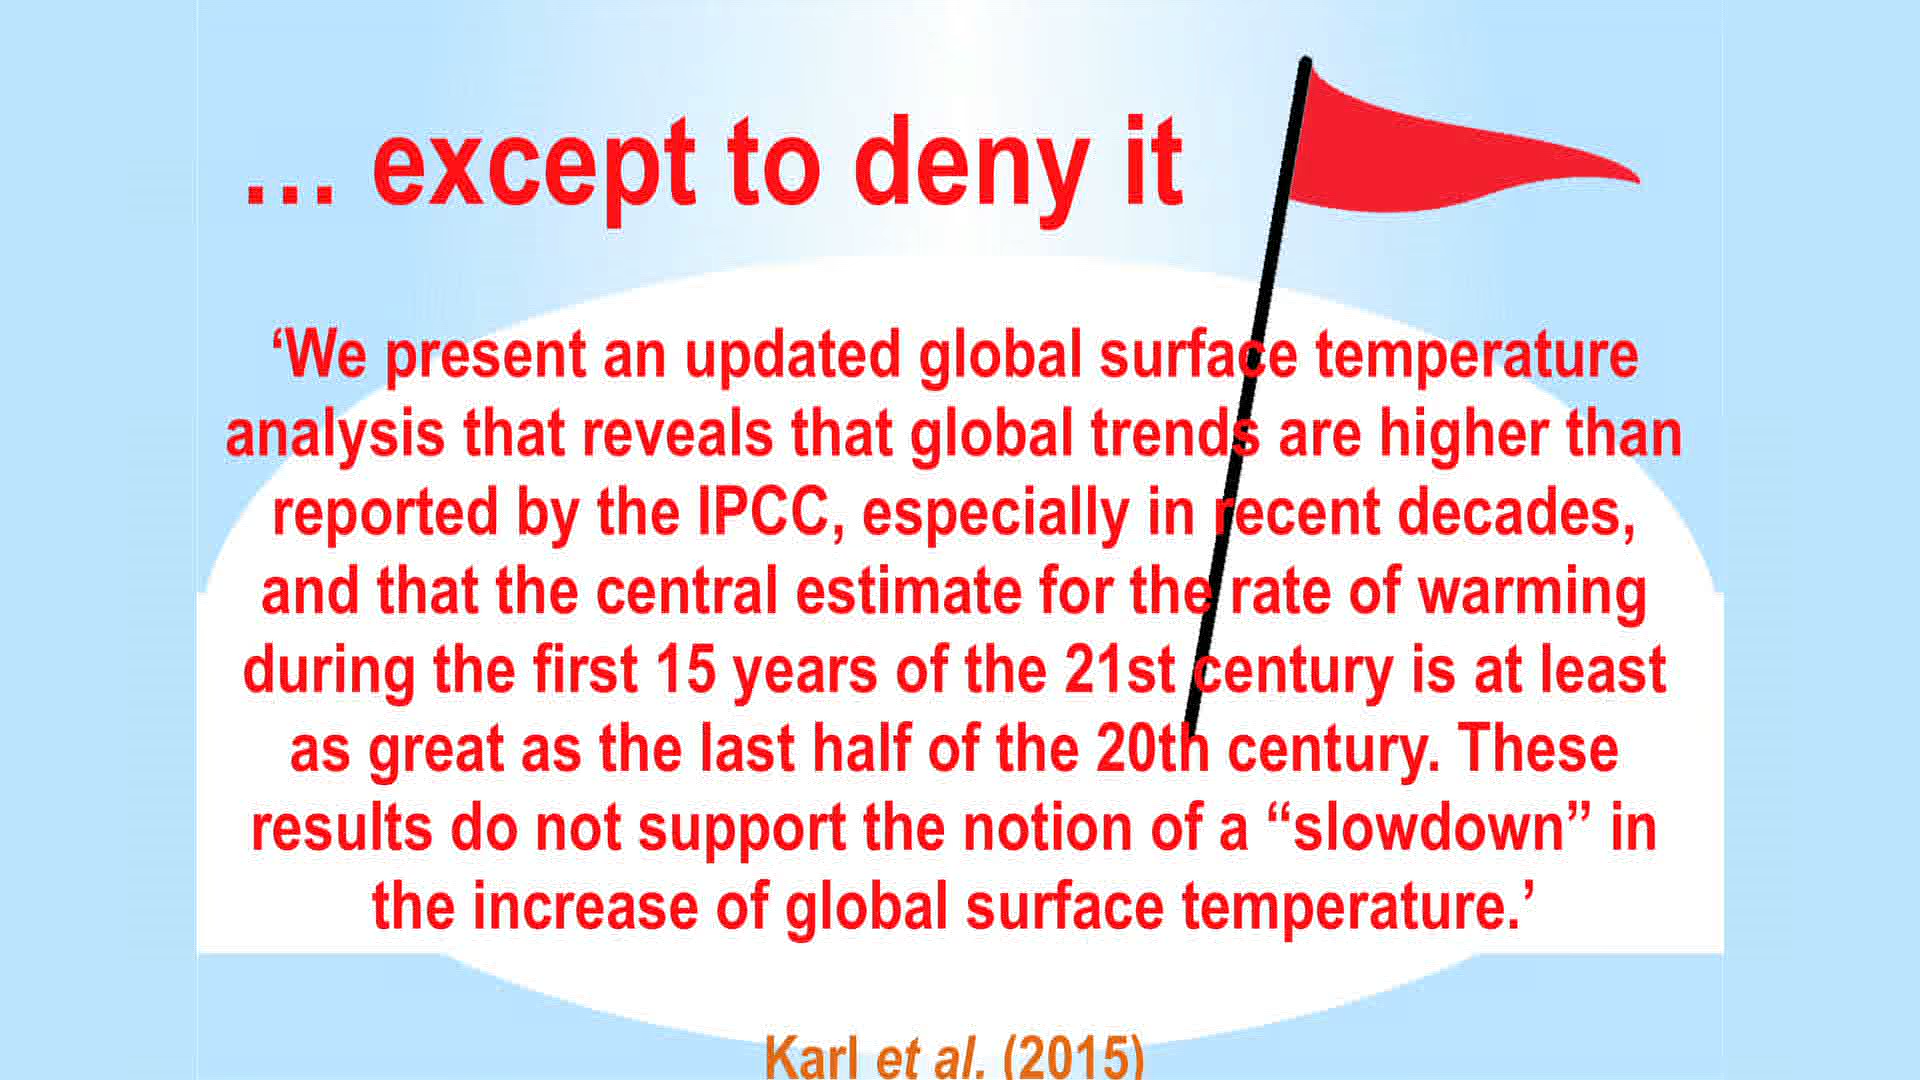 … except to deny it
‘We present an updated global surface temperature
analysis that reveals that global trends are higher than
reported by the IPCC, especially in recent decades,
and that the central estimate for the rate of warming
during the first 15 years of the 21st century is at least
as great as the last half of the 20th century. These
results do not support the notion of a “slowdown” in
the increase of global surface temperature.’
Karl et al. (2015)